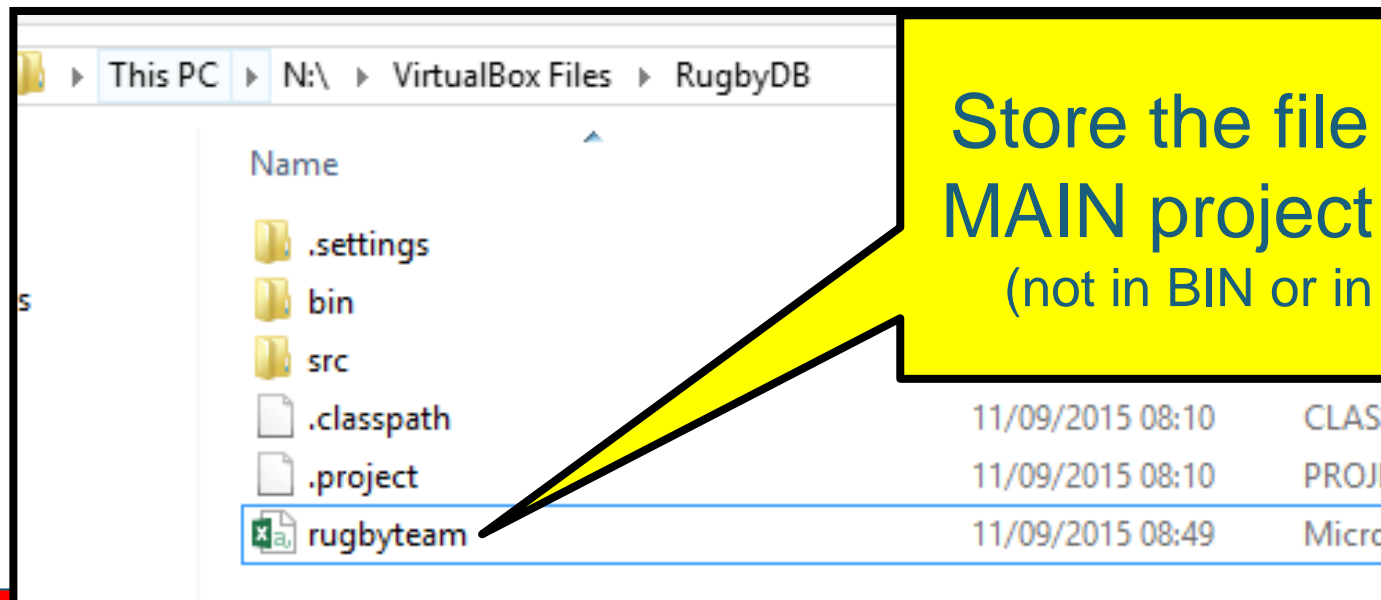 This PC N:\ VirtualBox Files RugbyDB
Store the file
MAIN project
(not in BIN or in
Name
.settings
bin
src
.classpath 11/09/2015 08:10
.project 11/09/2015 08:10
rugbyteam 11/09/2015 08:49